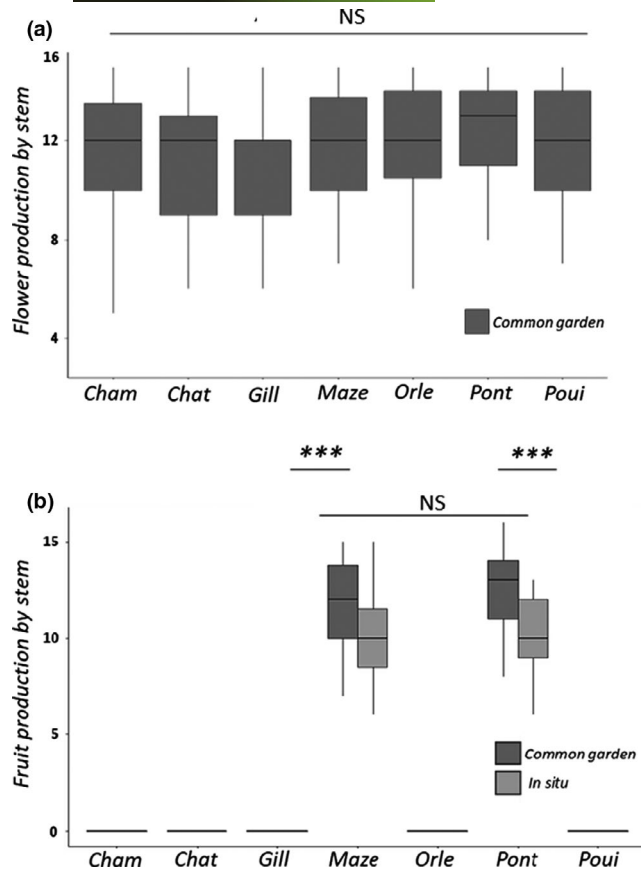 (a)
NS
Flower production by stem
16
12
8
4
Common garden
Cham Chat Gill Maze Orle Pont Poui
*** ***
(b)
NS
Fruit production by stem
15
10
5
0
Common garden
In situ
Cham Chat Gill Maze Orle Pont Poui